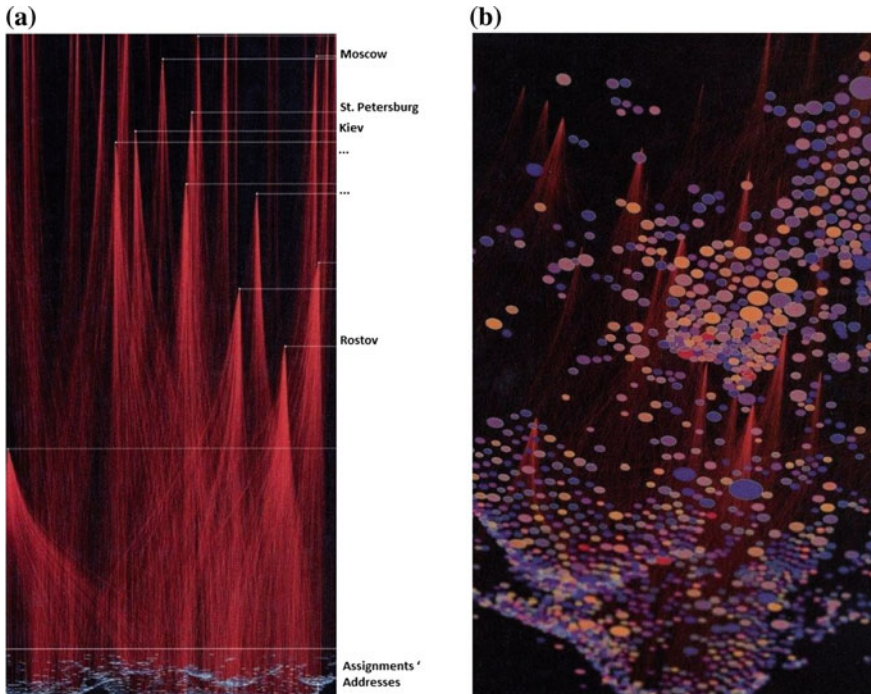 (a)
(b)
Moscow
St. Petersburg
Kiev
...
...
Rostov
Assignments ‘
Addresses